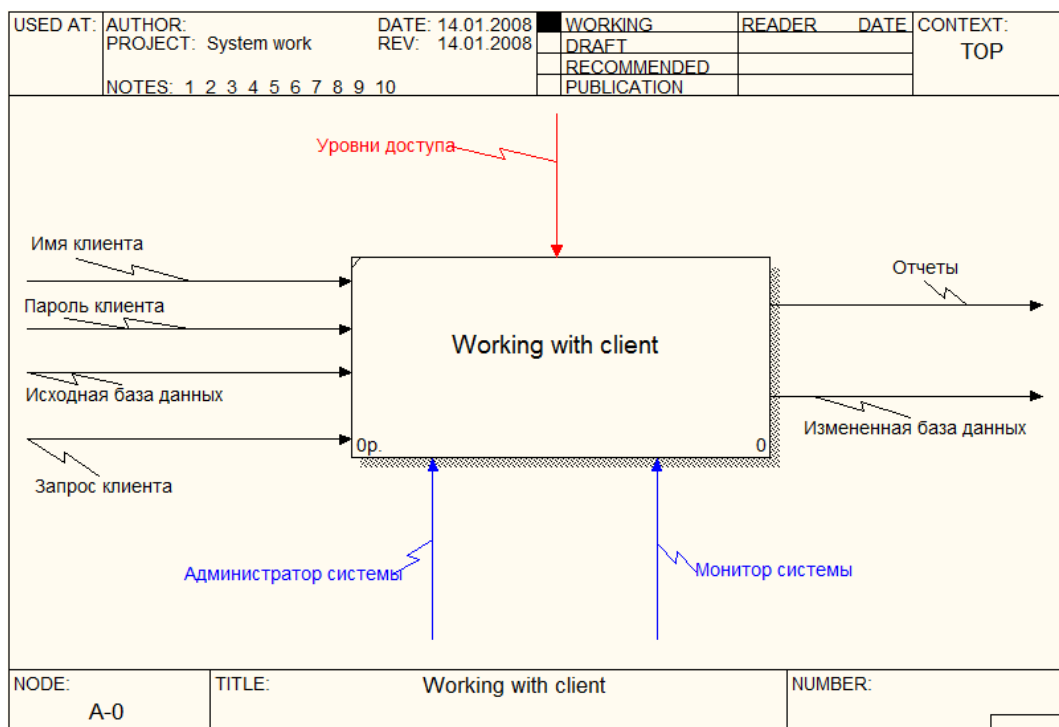 USED AT: AUTHOR: DATE: 14.01.2008 WORKING READER DATE CONTEXT:
PROJECT: System work REV: 14.01.2008 DRAFT TOP
RECOMMENDED
NOTES: 1 2 3 4 5 6 7 8 9 10 PUBLICATION
Уровни доступа
Имя клиента
Отчеты
Пароль клиента
Working with client
Исходная база данных
Измененная база данных
0р. 0
Запрос клиента
Администратор системы
Монитор системы
NODE: TITLE: Working with client NUMBER:
A-0